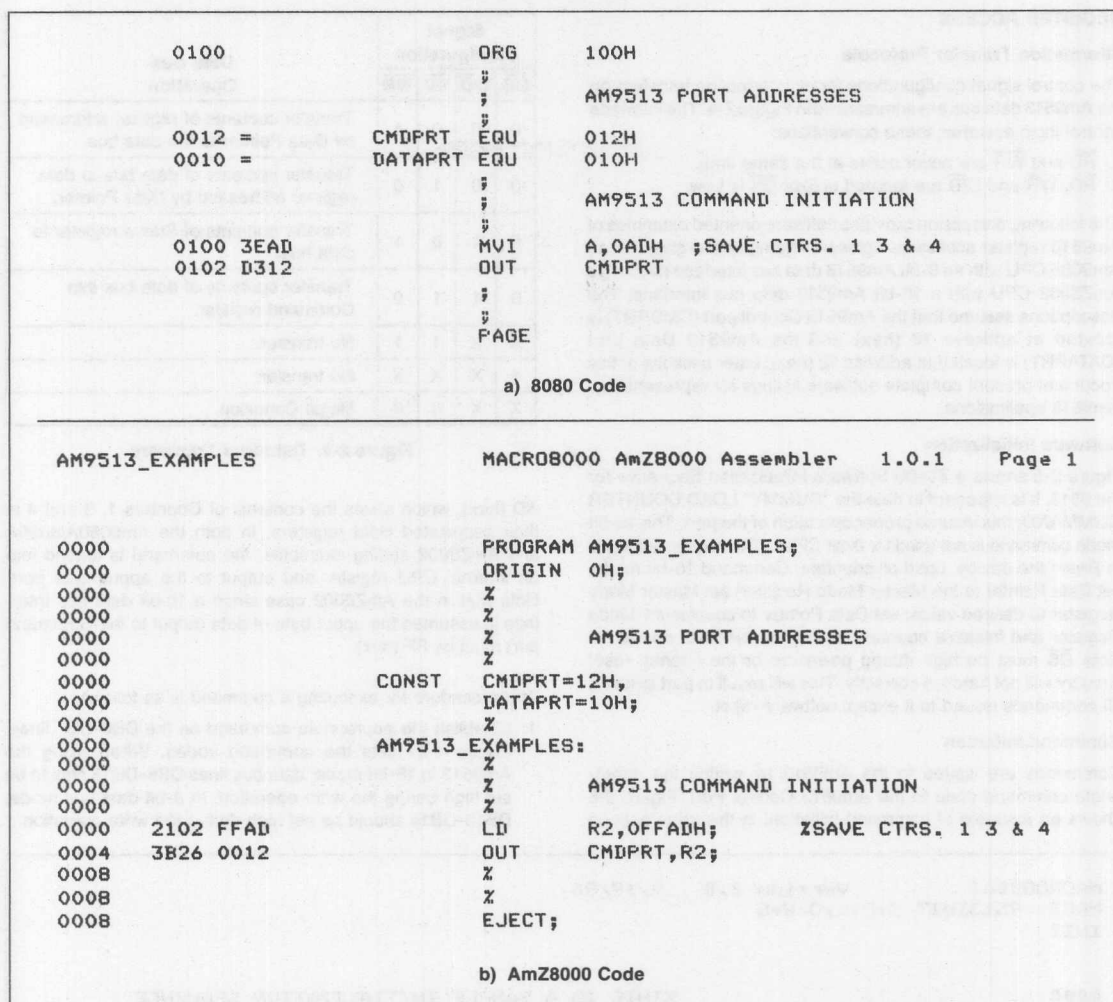 0100 ORG 100H
;
; AM9513 PORT ADDRESSES
;
0012 = CMDPRT EQU 012H
0010 = DATAPRT EQU 010H
;
; AM9513 COMMAND INITIATION
;
0100 3EAD MVI A,0ADH ;SAVE CTRS. 1, 3 & 4
0102 D312 OUT CMDPRT
;
;
PAGE
a) 8080 Code
AM9513_EXAMPLES MACRO8000 AmZ8000 Assembler 1.0.1 Page 1
0000 PROGRAM AM9513_EXAMPLES;
0000 ORIGIN 0H;
0000 %
0000 %
0000 % AM9513 PORT ADDRESSES
0000 %
0000 CONST CMDPRT=12H,
0000 DATAPRT=10H;
0000 %
0000 AM9513_EXAMPLES:
0000 %
0000 % AM9513 COMMAND INITIATION
0000 %
0000 2102 FFAD LD R2,0FFADH; %SAVE CTRS. 1 3 & 4
0004 3B26 0012 OUT CMDPRT,R2;
0008 %
0008 %
0008 EJECT;
b) AmZ8000 Code